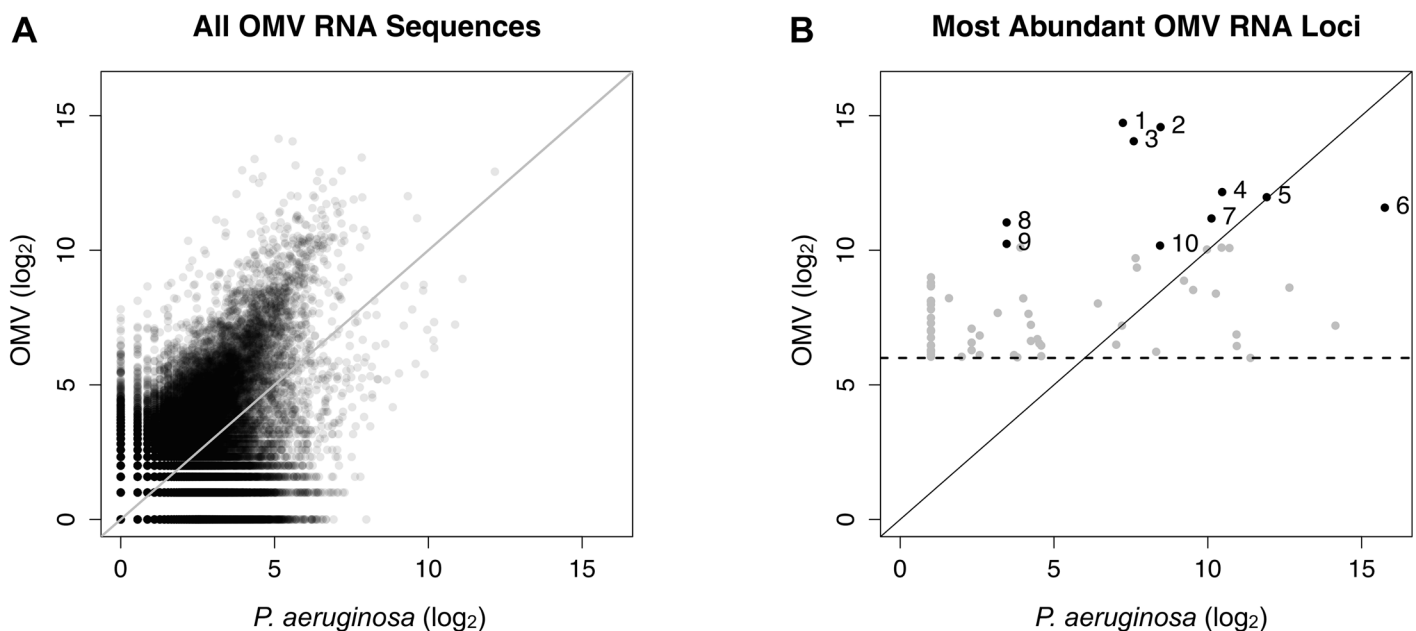 A
All OMV RNA Sequences
OMV (log₂)
15
10
5
0
0 5 10 15
P. aeruginosa (log₂)
B
Most Abundant OMV RNA Loci
OMV (log₂)
15
10
5
0
1 2
3
4
5
6
7
8
9
10
0 5 10 15
P. aeruginosa (log₂)